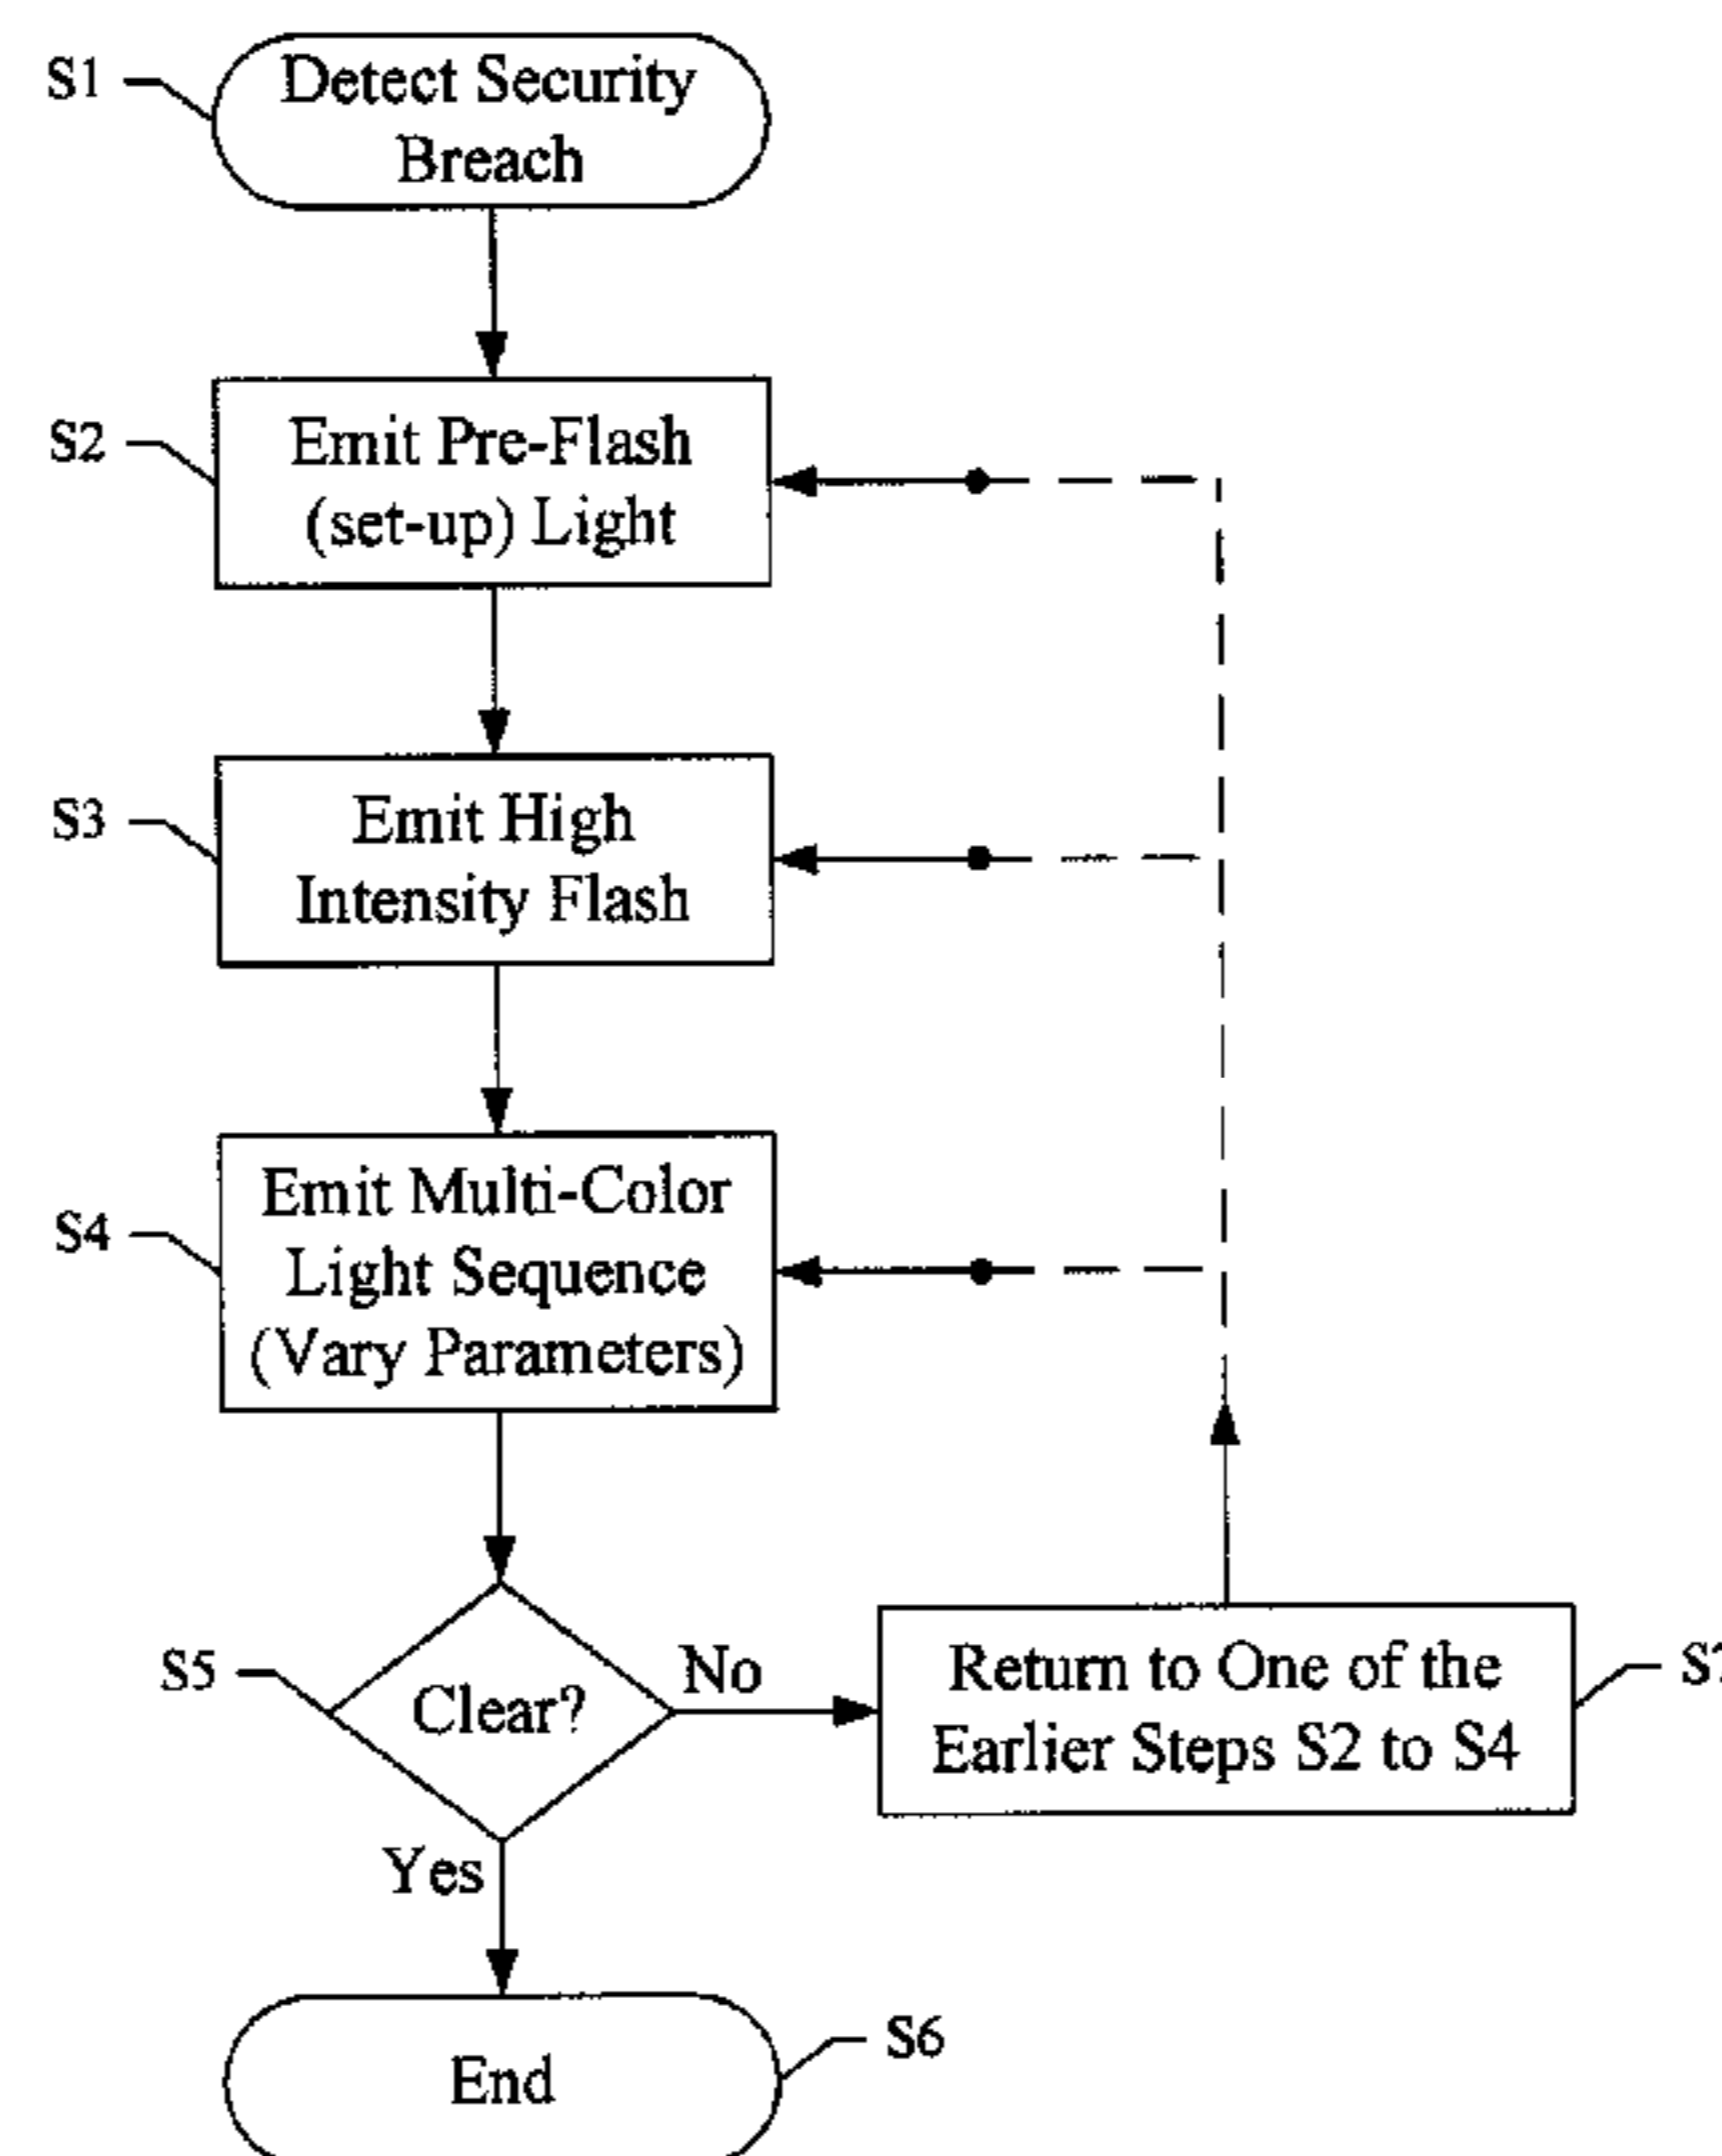 S1
Detect Security
Breach
S2
Emit Pre-Flash
(set-up) Light
S3
Emit High
Intensity Flash
S4
Emit Multi-Color
Light Sequence
(Vary Parameters)
S5
Clear?
No
Return to One of the
Earlier Steps S2 to S4
Yes
End
S6